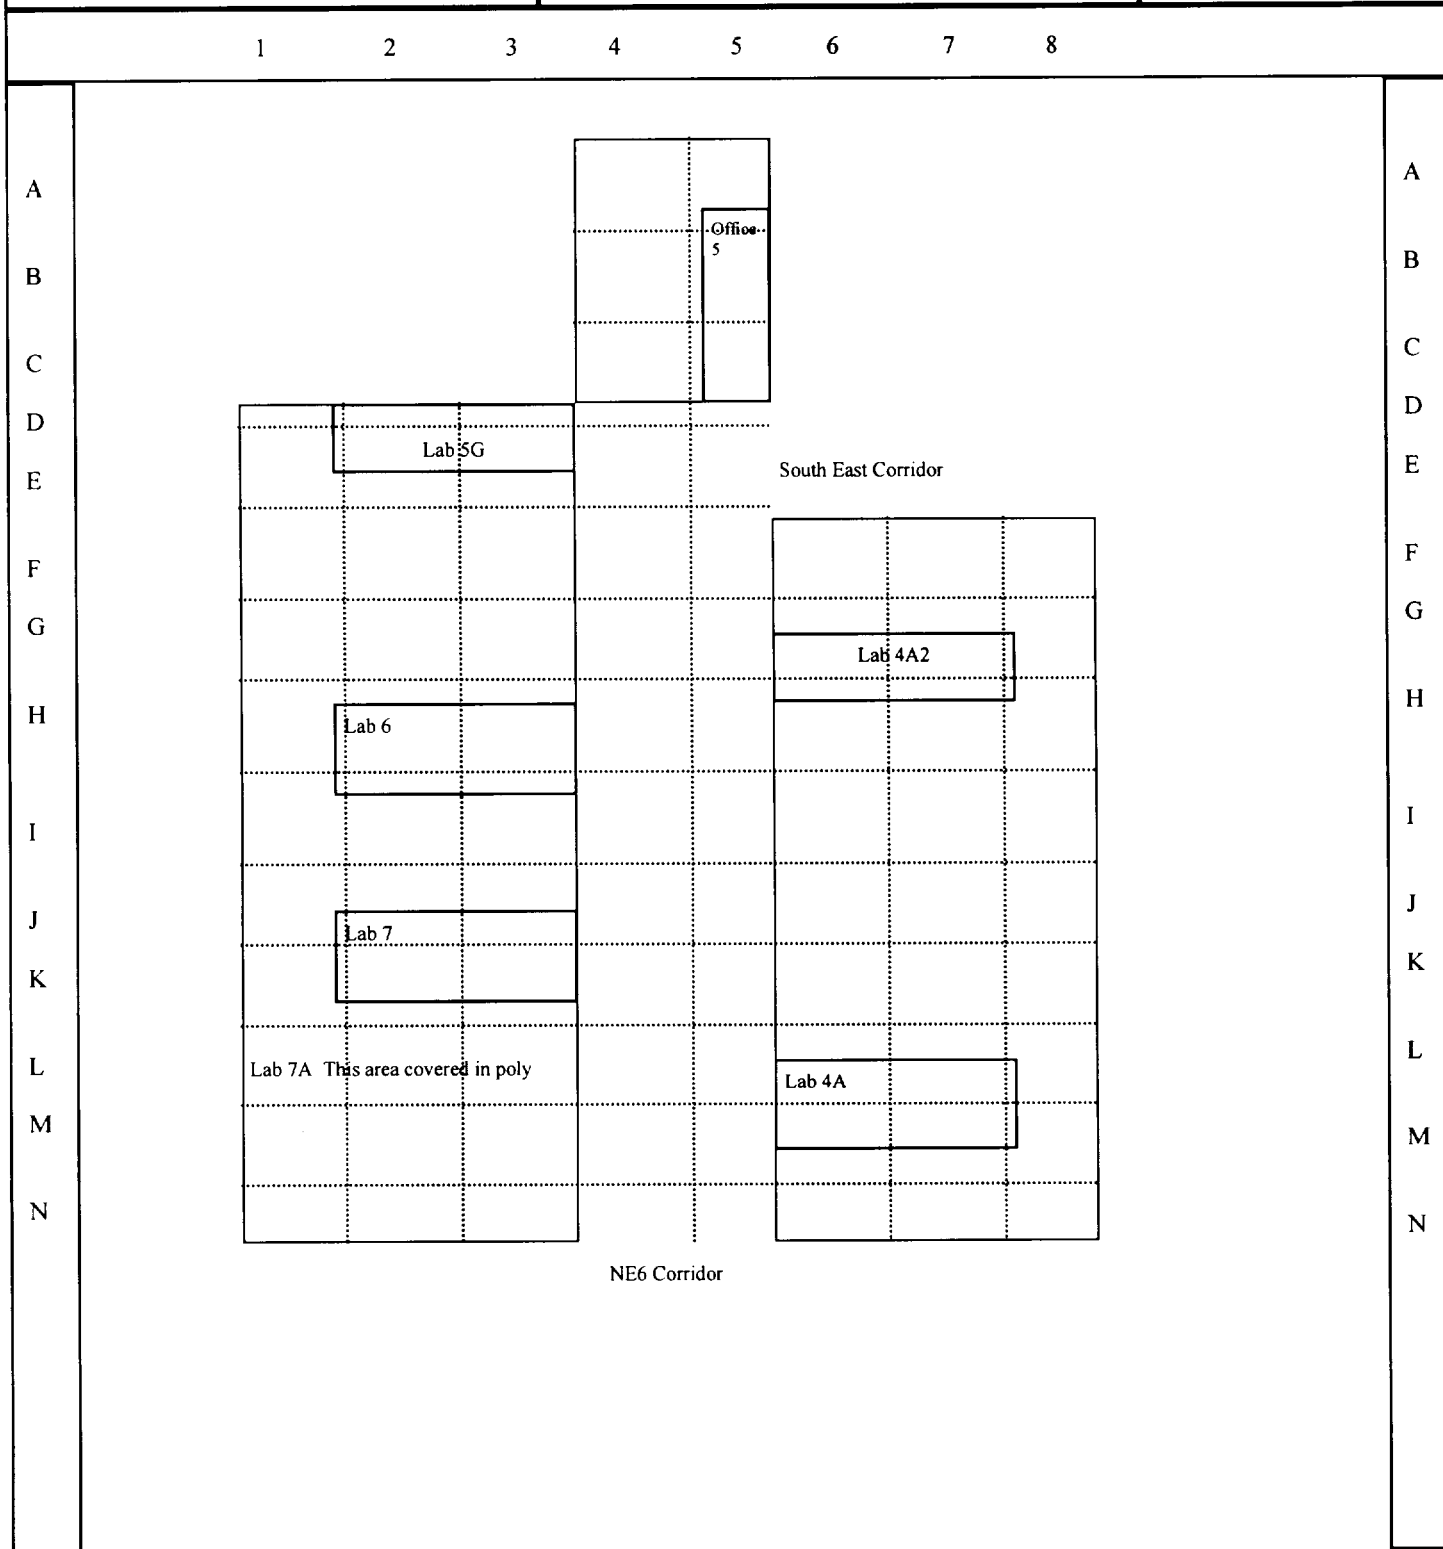 1 2 3 4 5 6 7 8
A A
Office
5
B B
C C
D D
Lab 5G
E South East Corridor E
F F
G G
Lab 4A2
H H
Lab 6
I I
J J
Lab 7
K K
L L
Lab 7A This area covered in poly
Lab 4A
M M
N N
NE6 Corridor